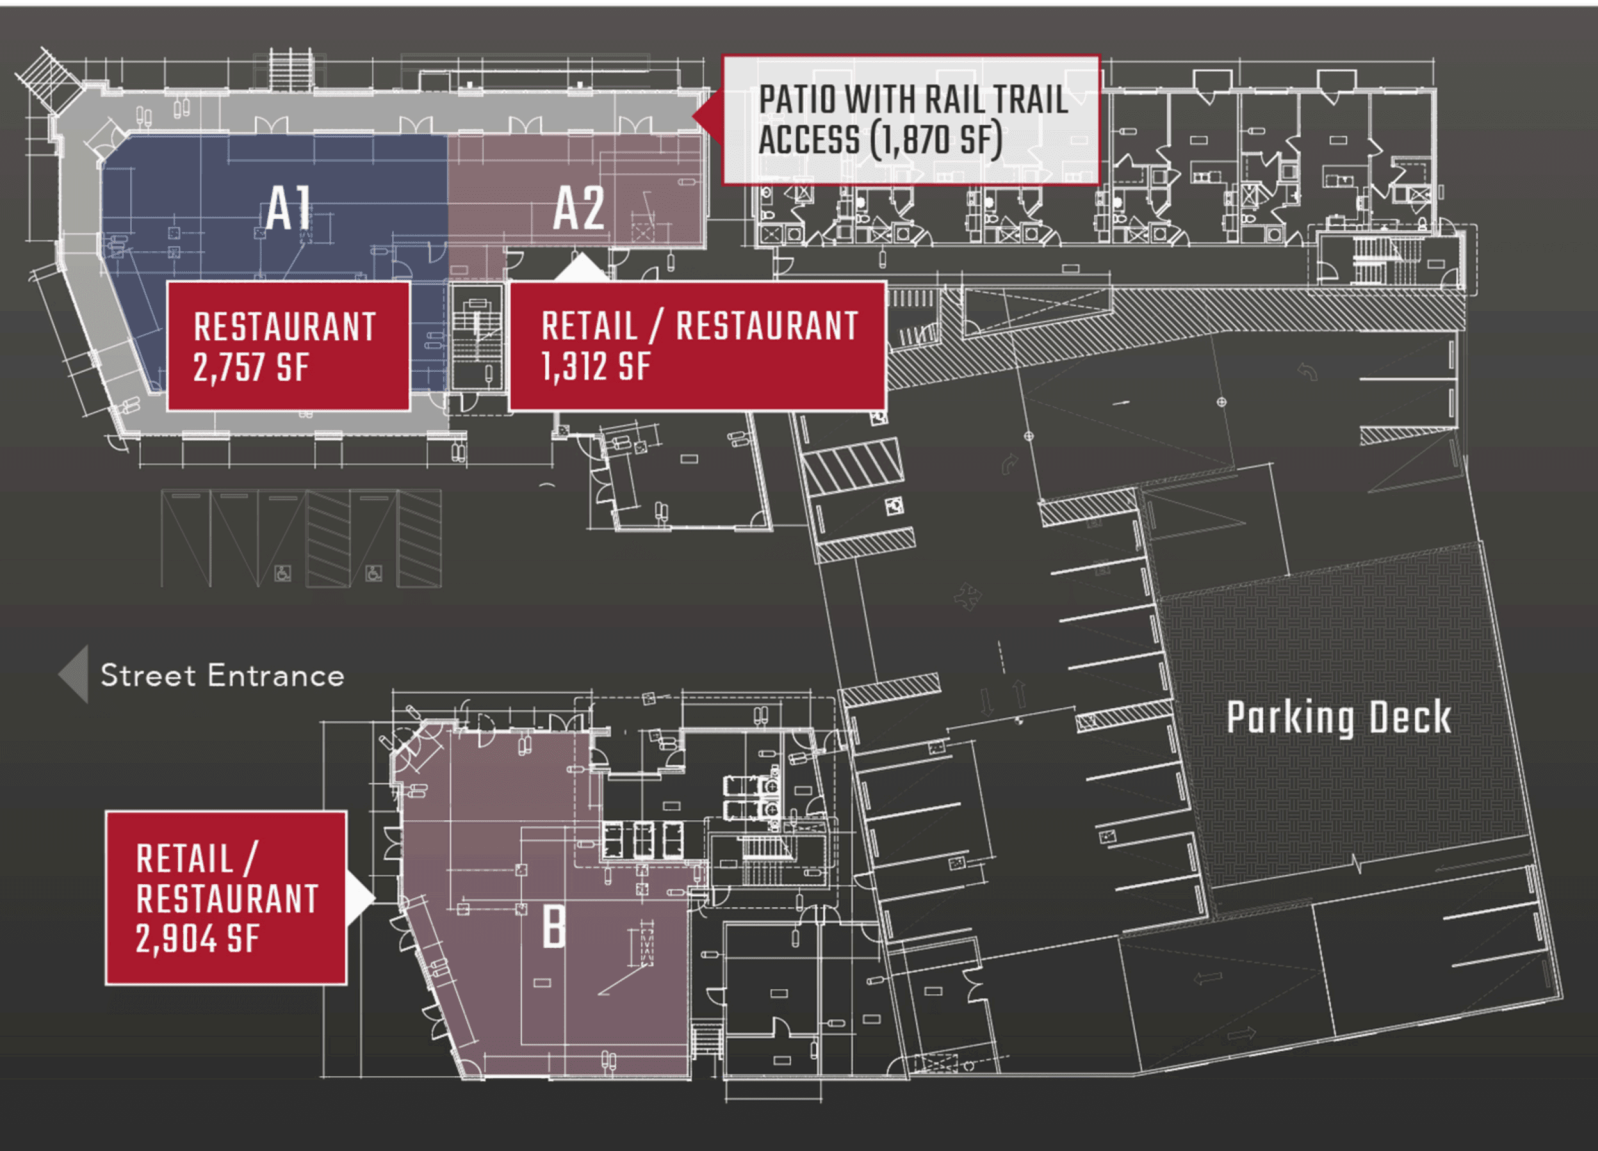 PATIO WITH RAIL TRAIL
ACCESS (1,870 SF)
A1
A2
RESTAURANT
2,757 SF
RETAIL / RESTAURANT
1,312 SF
Street Entrance
Parking Deck
RETAIL /
RESTAURANT
2,904 SF
B